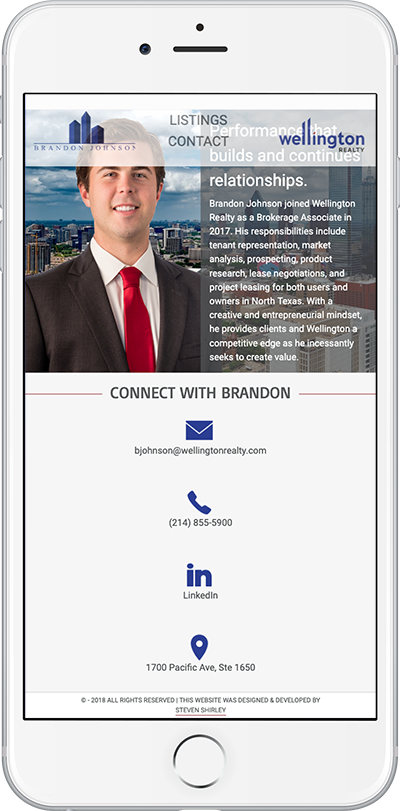 LISTINGS
CONTACT
BRANDON JOHNSON
wellington
REALTY
Performance that
builds and continues
relationships.
Brandon Johnson joined Wellington
Realty as a Brokerage Associate in
2017. His responsibilities include
tenant representation, market
analysis, prospecting, product
research, lease negotiations, and
project leasing for both users and
owners in North Texas. With a
creative and entrepreneurial mindset,
he provides clients and Wellington a
competitive edge as he incessantly
seeks to create value.
CONNECT WITH BRANDON
bjohnson@wellingtonrealty.com
(214) 855-5900
in
LinkedIn
1700 Pacific Ave, Ste 1650
© - 2018 ALL RIGHTS RESERVED | THIS WEBSITE WAS DESIGNED & DEVELOPED BY
STEVEN SHIRLEY